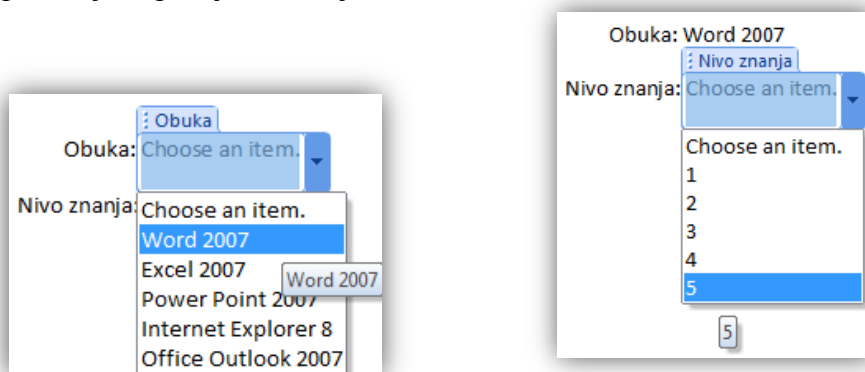 Obuka
Obuka: Choose an item.
Nivo znanja:
Choose an item.
Word 2007
Excel 2007
Word 2007
Power Point 2007
Internet Explorer 8
Office Outlook 2007
Obuka: Word 2007
Nivo znanja
Nivo znanja: Choose an item.
Choose an item.
1
2
3
4
5
5